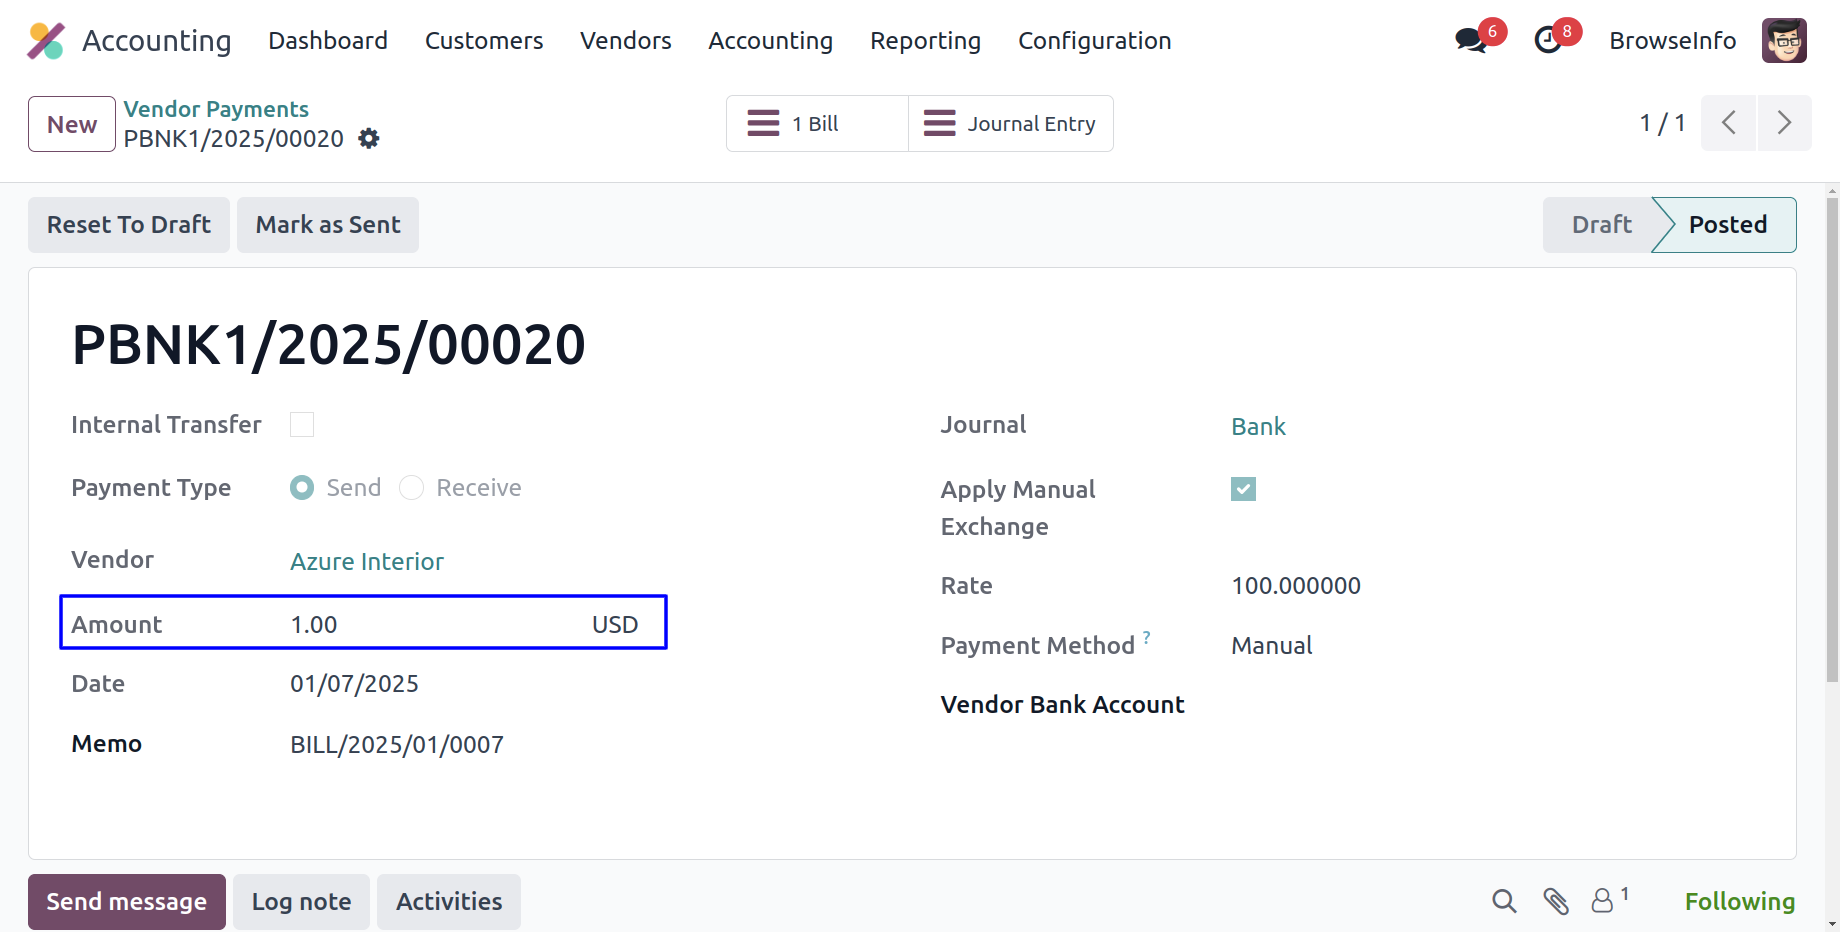 Accounting Dashboard Customers Vendors Accounting Reporting Configuration 6 8 BrowseInfo
New Vendor Payments
PBNK1/2025/00020
1 Bill Journal Entry
1 / 1
Reset To Draft Mark as Sent
Draft Posted
PBNK1/2025/00020
Internal Transfer
Payment Type Send Receive
Vendor Azure Interior
Amount 1.00 USD
Date 01/07/2025
Memo BILL/2025/01/0007
Journal Bank
Apply Manual
Exchange
Rate 100.000000
Payment Method ? Manual
Vendor Bank Account
Send message Log note Activities
1 Following